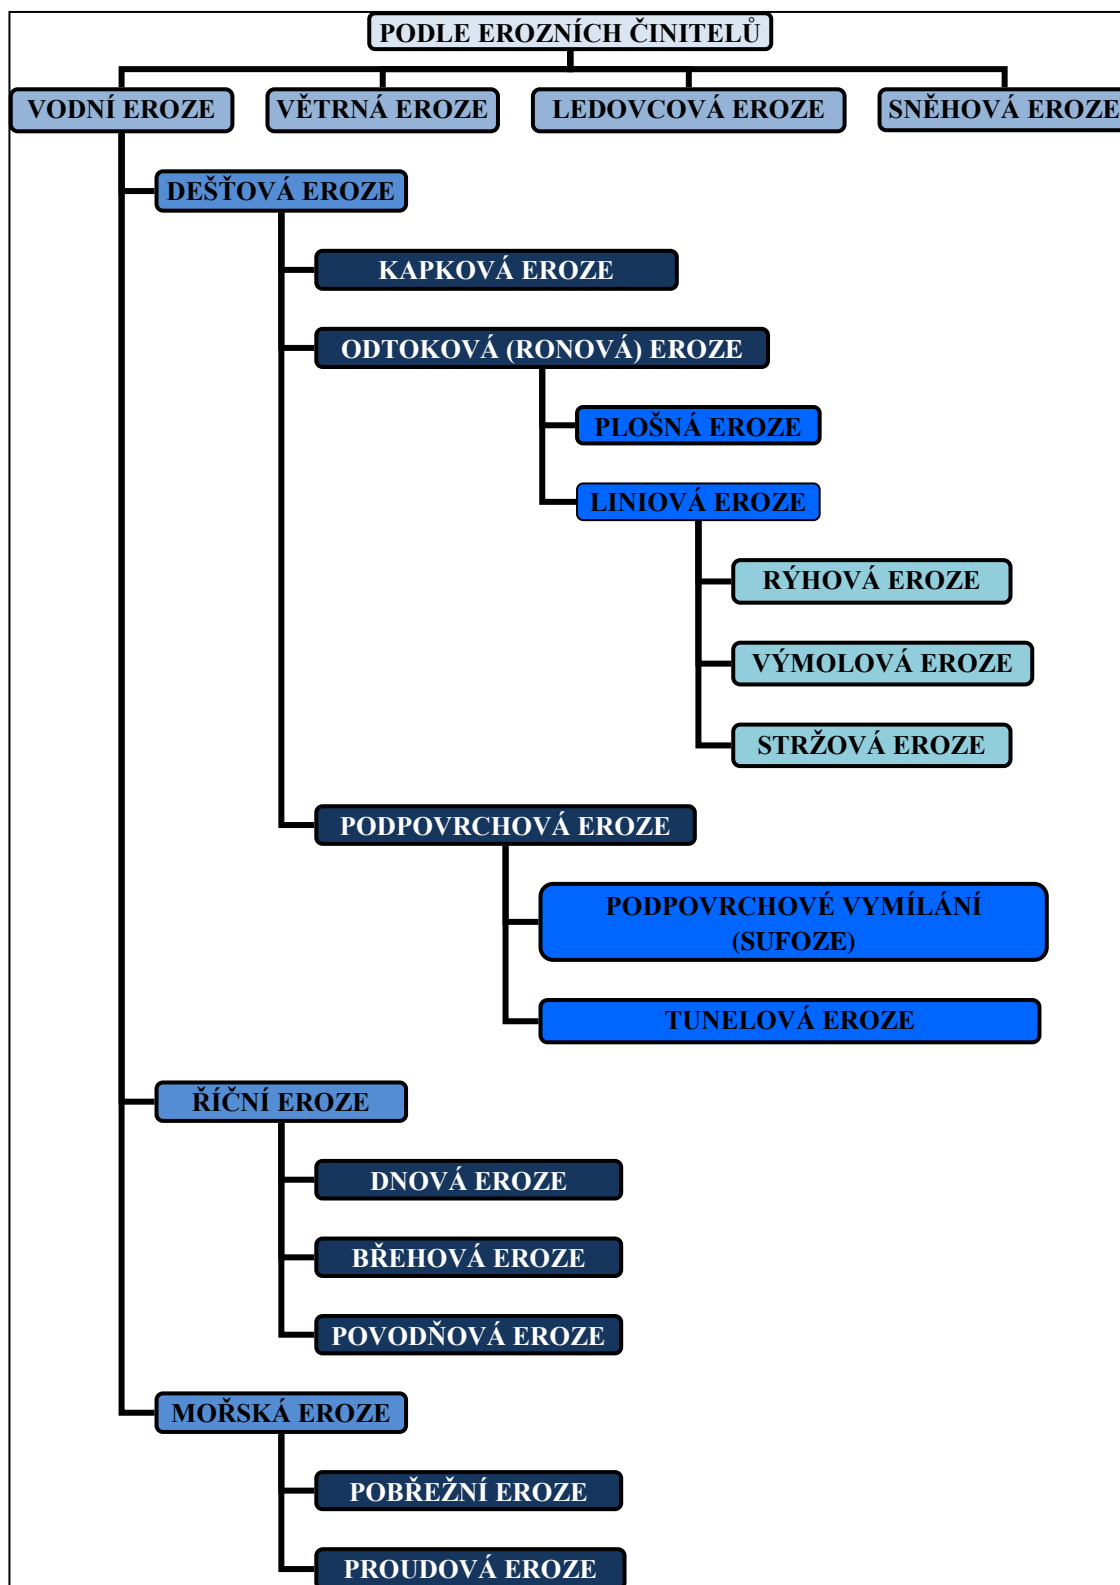 PODLE EROZNÍCH ČINITELŮ
VODNÍ EROZE
VĚTRNÁ EROZE
LEDOVCOVÁ EROZE
SNĚHOVÁ EROZE
DEŠŤOVÁ EROZE
KAPKOVÁ EROZE
ODTOKOVÁ (RONOVÁ) EROZE
PLOŠNÁ EROZE
LINIOVÁ EROZE
RÝHOVÁ EROZE
VÝMOLOVÁ EROZE
STRŽOVÁ EROZE
PODPOVRCHOVÁ EROZE
PODPOVRCHOVÉ VYMÍLÁNÍ
(SUFOZE)
TUNELOVÁ EROZE
ŘÍČNÍ EROZE
DNOVÁ EROZE
BŘEHOVÁ EROZE
POVODŇOVÁ EROZE
MOŘSKÁ EROZE
POBŘEŽNÍ EROZE
PROUDOVÁ EROZE